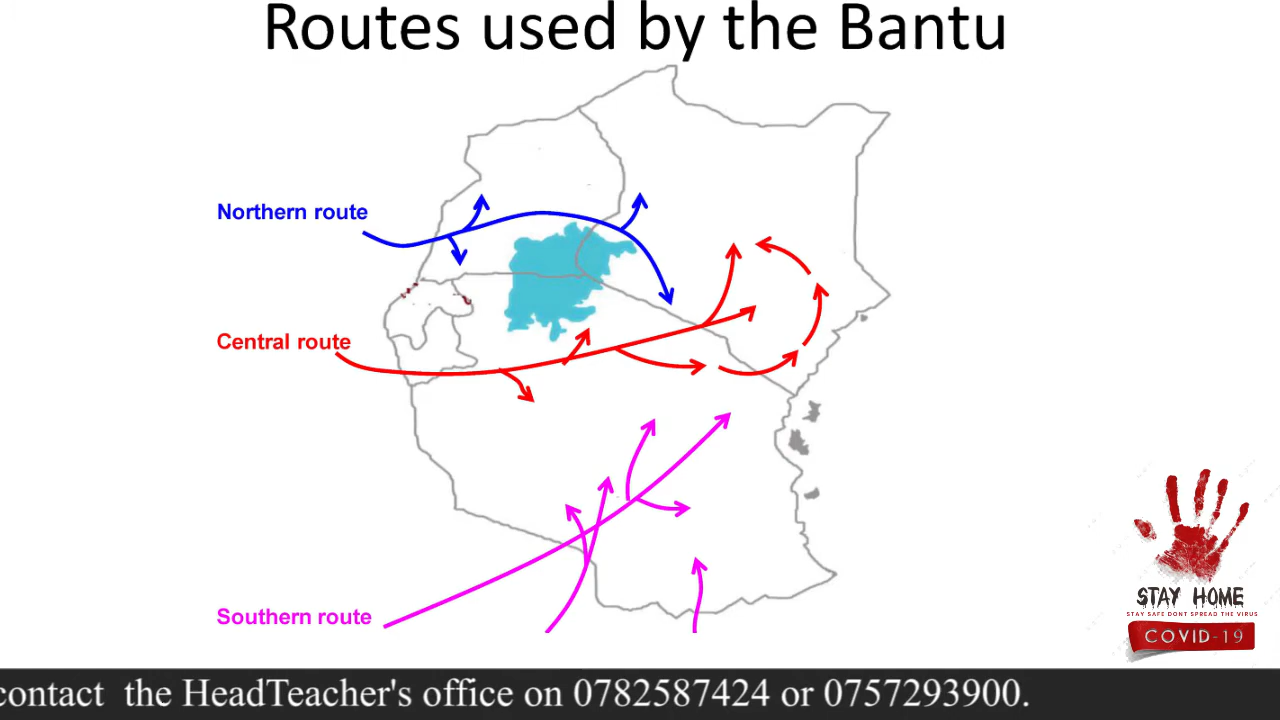 Routes used by the Bantu
Northern route
Central route
Southern route
STAY HOME
STAY SAFE DONT SPREAD THE VIRUS
COVID-19
contact the HeadTeacher's office on 0782587424 or 0757293900.